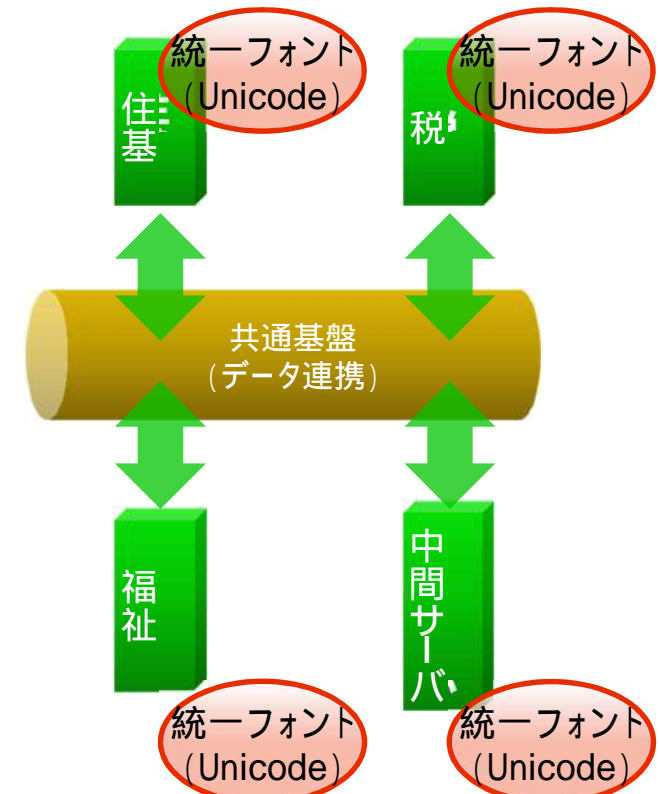 統一フォント
(Unicode)
統一フォント
(Unicode)
住基
税
共通基盤
(データ連携)
福祉
中間サーバ
統一フォント
(Unicode)
統一フォント
(Unicode)